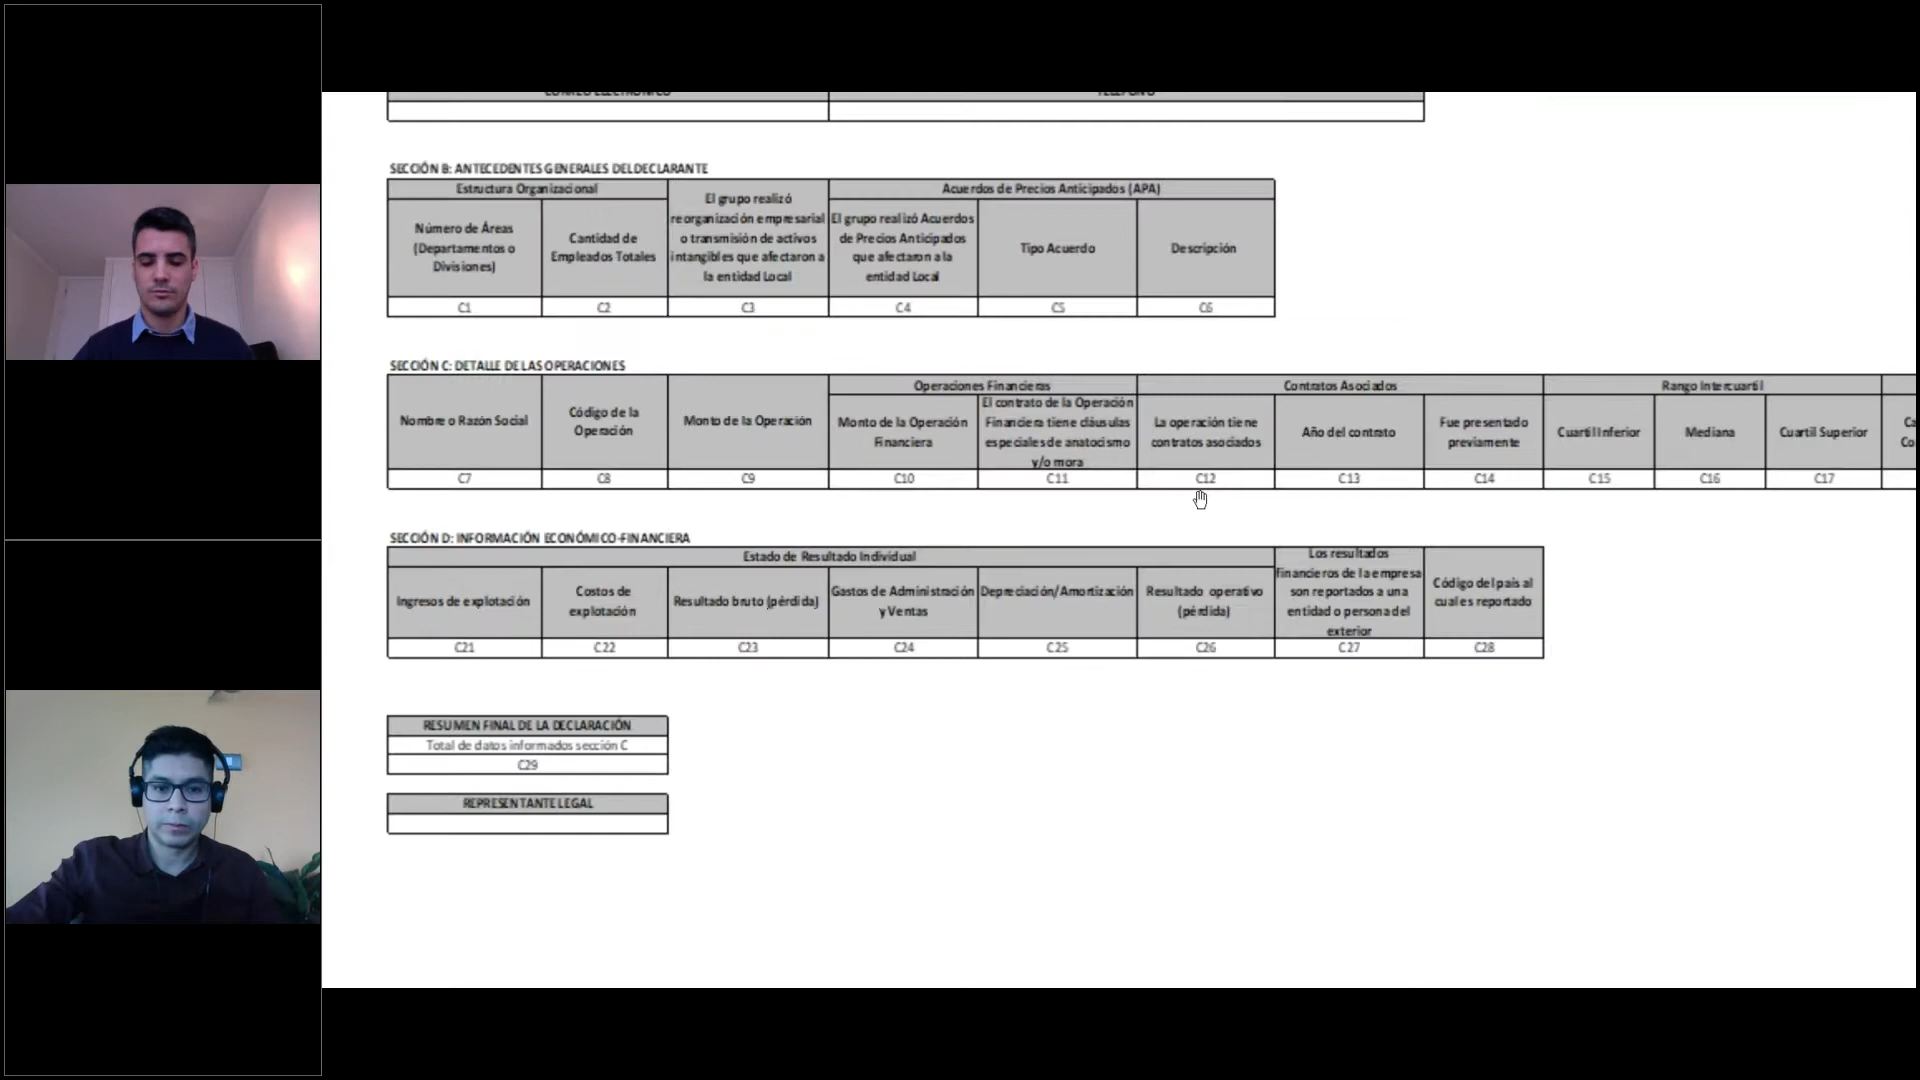 CORREO ELECTRÓNICO TELÉFONO
SECCIÓN B: ANTECEDENTES GENERALES DEL DECLARANTE
Estructura Organizacional
Número de Áreas
(Departamentos o
Divisiones)
Cantidad de
Empleados Totales
El grupo realizó
reorganización empresarial
o transmisión de activos
intangibles que afectaron a
la entidad Local
Acuerdos de Precios Anticipados (APA)
El grupo realizó Acuerdos
de Precios Anticipados
que afectaron a la
entidad Local
Tipo Acuerdo
Descripción
C1 C2 C3 C4 C5 C6
SECCIÓN C: DETALLE DE LAS OPERACIONES
Nombre o Razón Social
Código de la
Operación
Monto de la Operación
Operaciones Financieras
Monto de la Operación
Financiera
El contrato de la Operación
Financiera tiene cláusulas
especiales de anatocismo
y/o mora
Contratos Asociados
La operación tiene
contratos asociados
Año del contrato
Fue presentado
previamente
Rango Intercuartil
Cuartil Inferior
Mediana
Cuartil Superior
Ca
Co
C7 C8 C9 C10 C11 C12 C13 C14 C15 C16 C17
SECCIÓN D: INFORMACIÓN ECONÓMICO-FINANCIERA
Estado de Resultado Individual
Ingresos de explotación
Costos de
explotación
Resultado bruto (pérdida)
Gastos de Administración
y Ventas
Depreciación/Amortización
Resultado operativo
(pérdida)
Los resultados
financieros de la empresa
son reportados a una
entidad o persona del
exterior
Código del país al
cual es reportado
C21 C22 C23 C24 C25 C26 C27 C28
RESUMEN FINAL DE LA DECLARACIÓN
Total de datos informados sección C
C29
REPRESENTANTE LEGAL